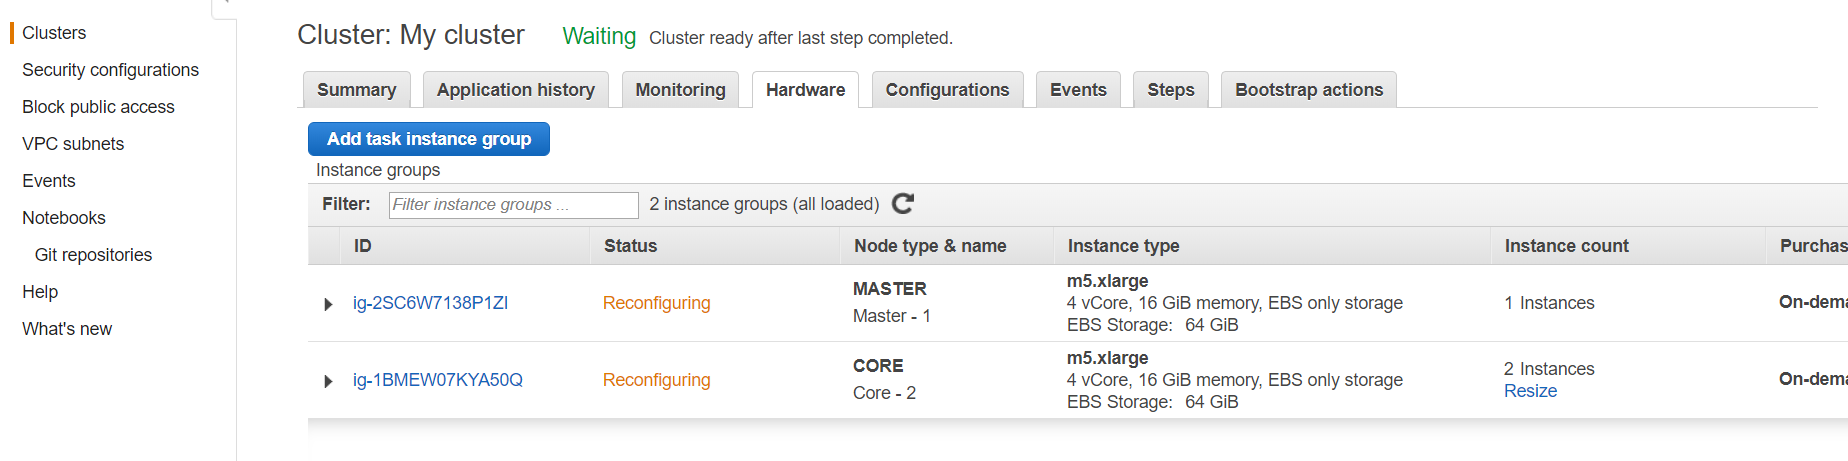 Clusters
Security configurations
Block public access
VPC subnets
Events
Notebooks
Git repositories
Help
What's new
Cluster: My cluster Waiting Cluster ready after last step completed.
Summary Application history Monitoring Hardware Configurations Events Steps Bootstrap actions
Add task instance group
Instance groups
Filter: Filter instance groups ... 2 instance groups (all loaded)
ID Status Node type & name Instance type Instance count Purchas
ig-2SC6W7138P1ZI Reconfiguring MASTER
Master - 1 m5.xlarge
4 vCore, 16 GiB memory, EBS only storage
EBS Storage: 64 GiB 1 Instances On-dema
ig-1BMEW07KYA50Q Reconfiguring CORE
Core - 2 m5.xlarge
4 vCore, 16 GiB memory, EBS only storage
EBS Storage: 64 GiB 2 Instances
Resize On-dema